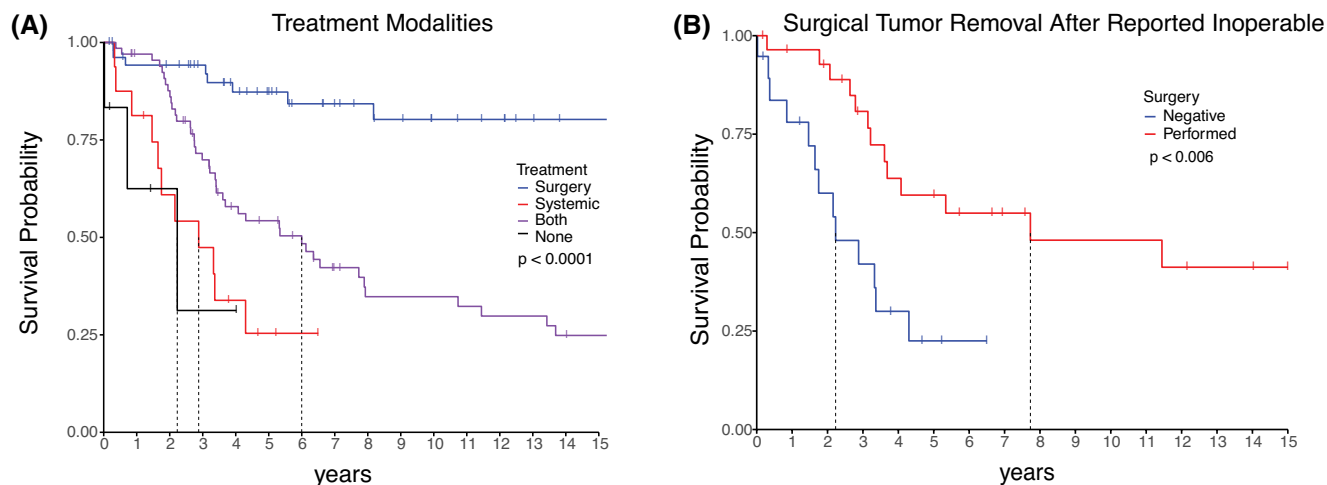 (A) Treatment Modalities
1.00
0.75
0.50
0.25
0.00
Survival Probability
Treatment
Surgery
Systemic
Both
None
p < 0.0001
0 1 2 3 4 5 6 7 8 9 10 11 12 13 14 15
years
(B) Surgical Tumor Removal After Reported Inoperable
1.00
0.75
0.50
0.25
0.00
Survival Probability
Surgery
Negative
Performed
p < 0.006
0 1 2 3 4 5 6 7 8 9 10 11 12 13 14 15
years